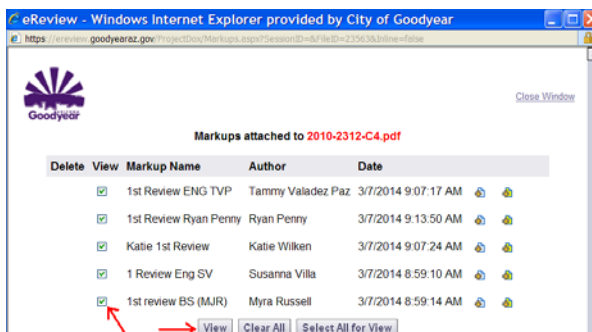 eReview - Windows Internet Explorer provided by City of Goodyear
https://ereview.goodyearaz.gov/ProjectDox/Markups.aspx?SessionID=&FileID=23563&Inline=false
Goodyear
Close Window
Markups attached to 2010-2312-C4.pdf
Delete View Markup Name Author Date
1st Review ENG TVP Tammy Valadez Paz 3/7/2014 9:07:17 AM
1st Review Ryan Penny Ryan Penny 3/7/2014 9:13:50 AM
Katie 1st Review Katie Wilken 3/7/2014 9:07:24 AM
1 Review Eng SV Susanna Villa 3/7/2014 8:59:10 AM
1st review BS (MJR) Myra Russell 3/7/2014 8:59:14 AM
View Clear All Select All for View